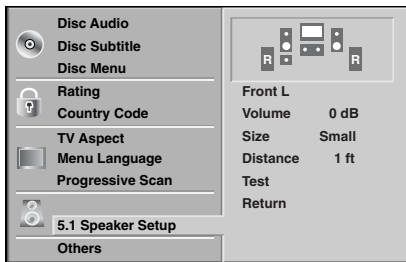 Disc Audio
Disc Subtitle
Disc Menu
Rating
Country Code
TV Aspect
Menu Language
Progressive Scan
5.1 Speaker Setup
Others
R R
Front L
Volume 0 dB
Size Small
Distance 1 ft
Test
Return